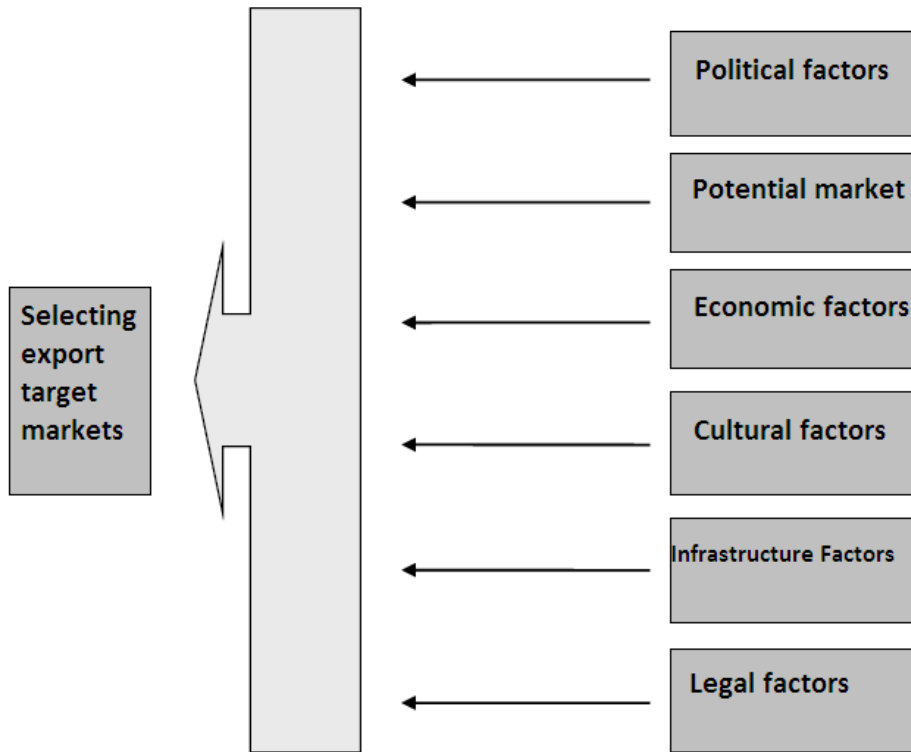 Political factors
Potential market
Economic factors
Selecting
export
target
markets
Cultural factors
Infrastructure Factors
Legal factors